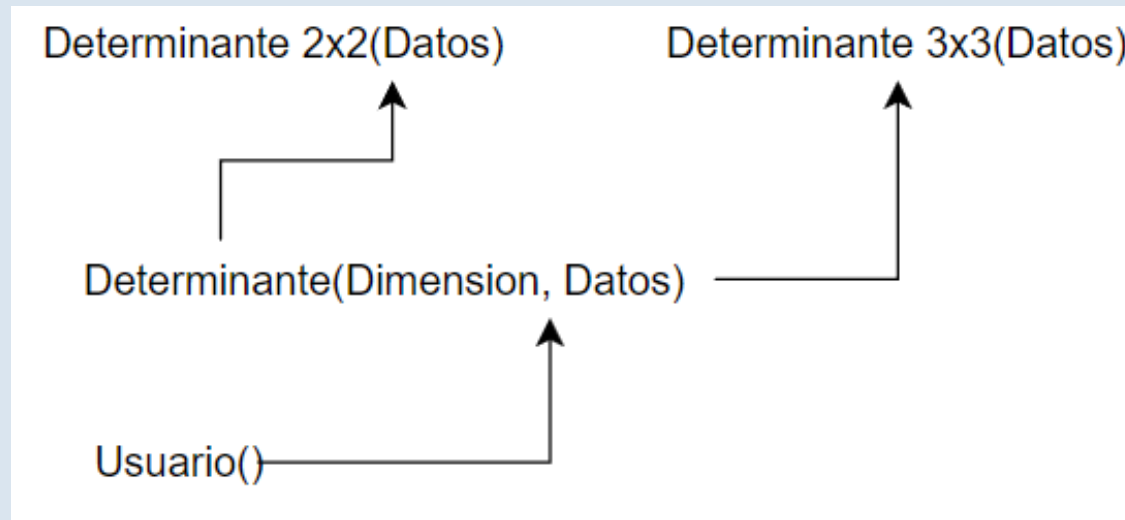 Determinante 2x2(Datos)
Determinante 3x3(Datos)
Determinante(Dimension, Datos)
Usuario()